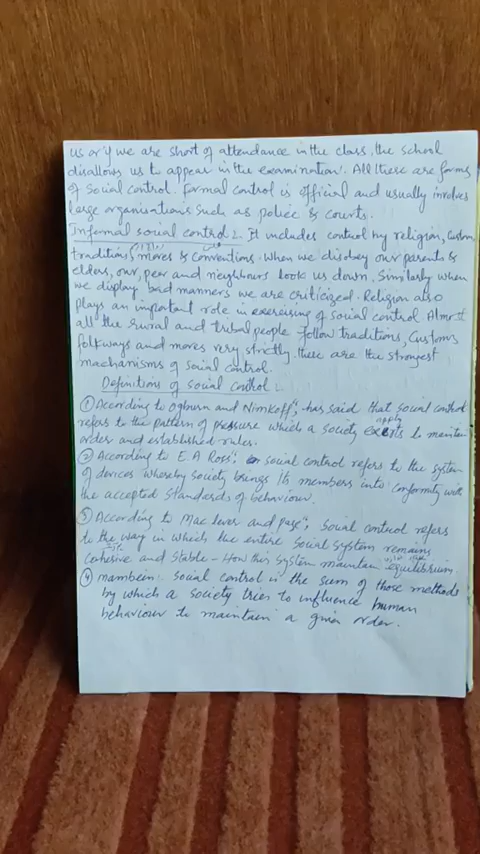 us or if we are short of attendance in the class, the school
disallows us to appear in the examination. All these are forms
of Social control. Formal control is official and usually involves
large organisations such as police & courts.
Informal social control :- It includes control by religion, Custom
traditions, mores & conventions. When we disobey our parents &
elders, our peer and neighbours look us down. Similarly when
we display bad manners we are criticized. Religion also
plays an important role in exercising of social control. Almost
all the rural and tribal people follow traditions, Customs,
folkways and mores very strictly. these are the strongest
mechanisms of Social control.
Definitions of social control :-
① According to Ogburn and Nimkoff", has said that social control
apply
refers to the pattern of pressure which a society exerts to maintain
order and established rules.
② According to E.A Ross; social control refers to the system
of devices whereby society brings its members into conformity with
the accepted standards of behaviour.
③ According to Mac Iver and page", Social control refers
to the way in which the entire social system remains
cohesive and stable - How this System maintain equilibrium.
④ mambein: Social control is the sum of those methods
by which a society tries to influence human
behaviour to maintain a given order.